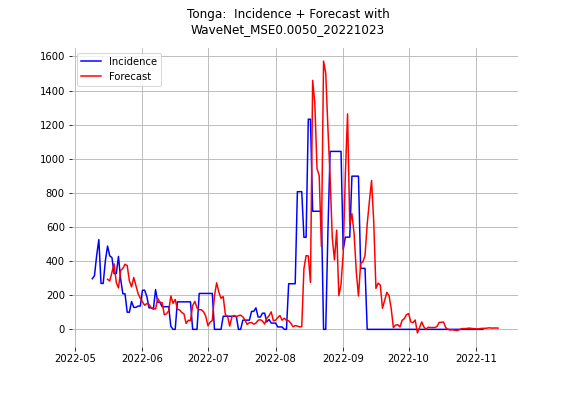 Tonga:  Incidence + Forecast with
WaveNet_MSE0.0050_20221023
Incidence
Forecast
1600
1400
1200
1000
800
600
400
200
0
2022-05 2022-06 2022-07 2022-08 2022-09 2022-10 2022-11